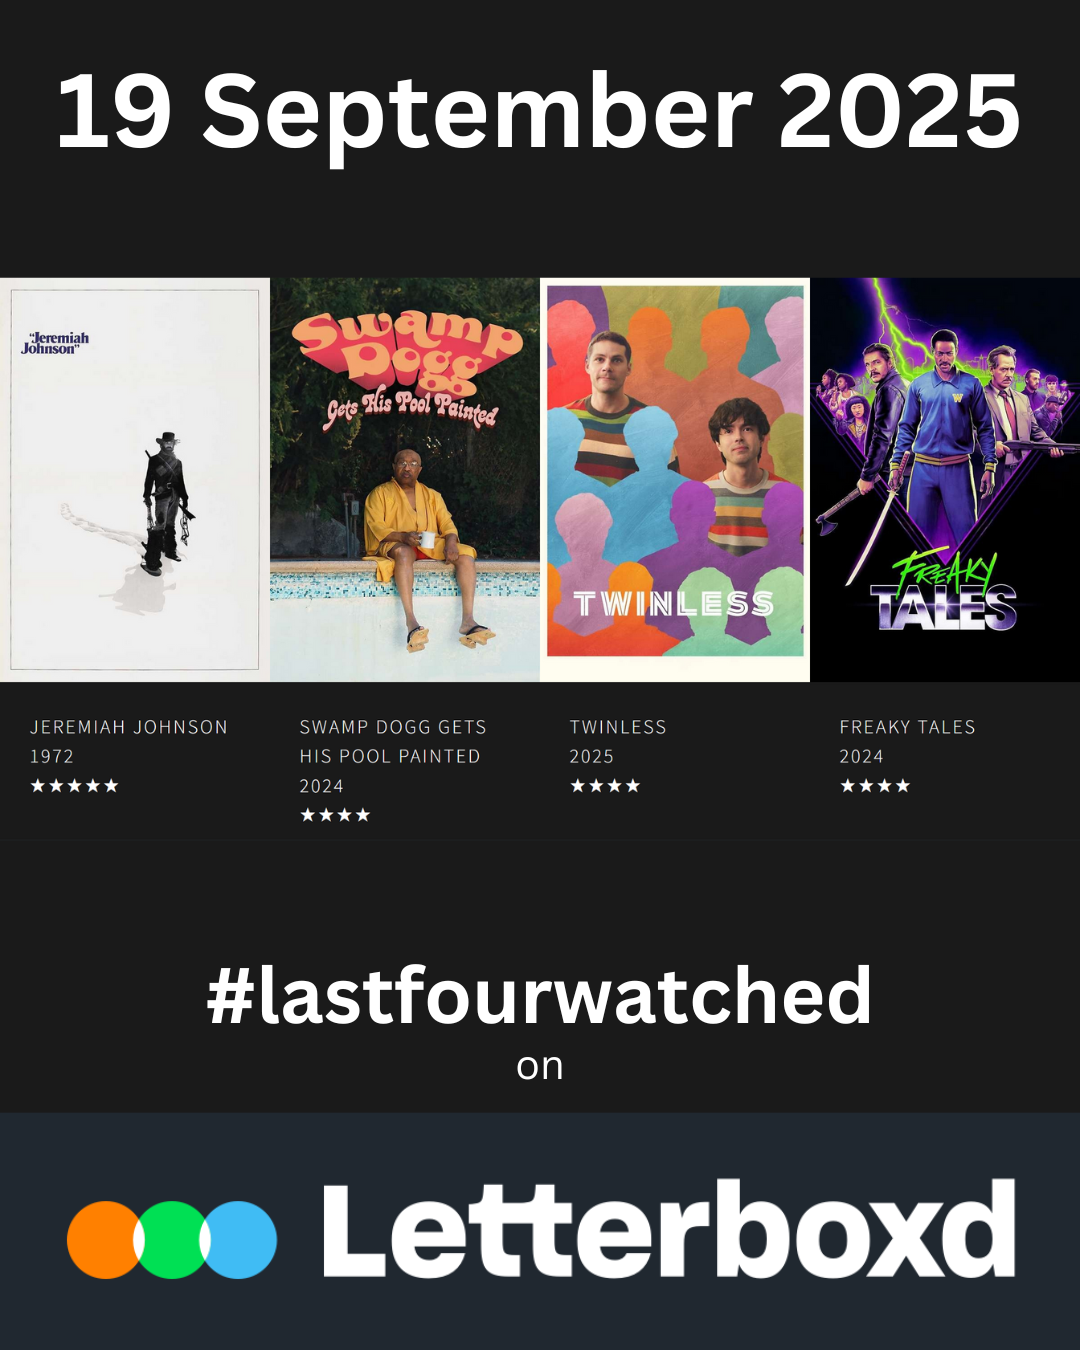 19 September 2025
"Jeremiah
Johnson"
Swamp
Dogg
Gets His Pool Painted
TWINLESS
W
FREAKY
TALES
JEREMIAH JOHNSON
1972
★★★★★
SWAMP DOGG GETS
HIS POOL PAINTED
2024
★★★★
TWINLESS
2025
★★★★
FREAKY TALES
2024
★★★★
#lastfourwatched
on
Letterboxd